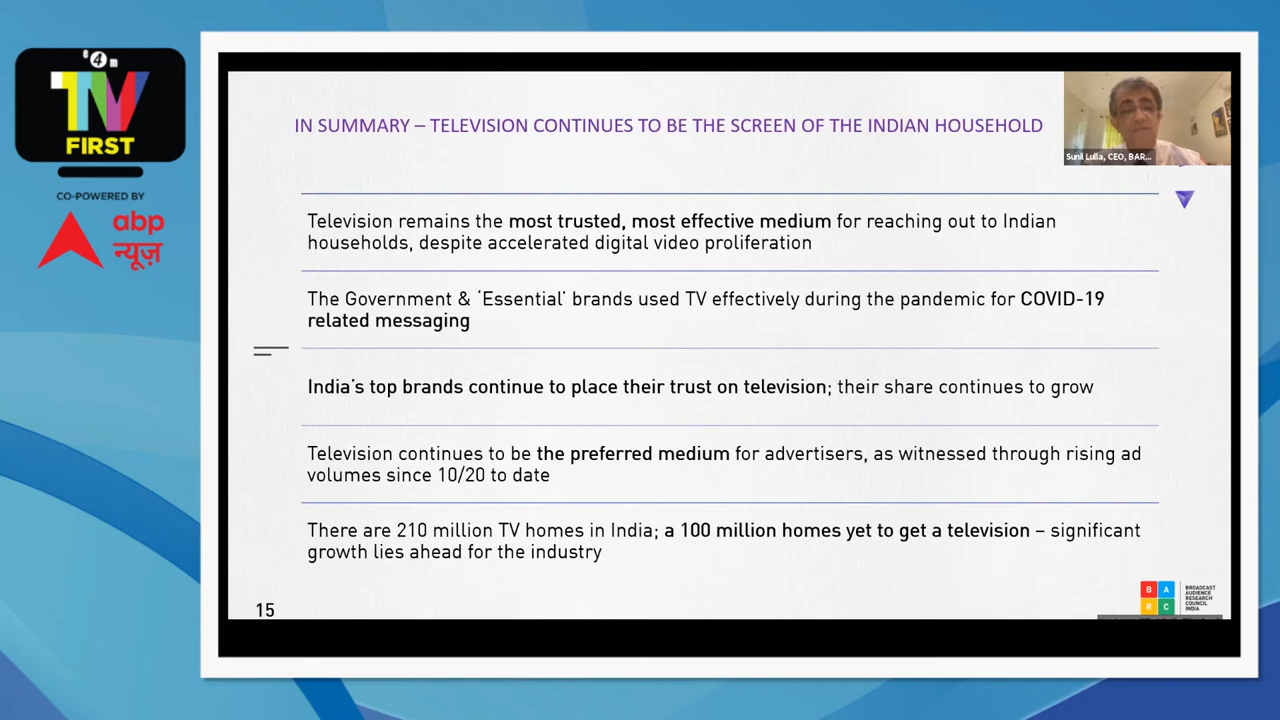 e4m
TV
FIRST
CO-POWERED BY
abp
न्यूज़
IN SUMMARY – TELEVISION CONTINUES TO BE THE SCREEN OF THE INDIAN HOUSEHOLD
Sunil Lulla, CEO, BAR...
Television remains the most trusted, most effective medium for reaching out to Indian
households, despite accelerated digital video proliferation
The Government & ‘Essential’ brands used TV effectively during the pandemic for COVID-19
related messaging
India’s top brands continue to place their trust on television; their share continues to grow
Television continues to be the preferred medium for advertisers, as witnessed through rising ad
volumes since 10/20 to date
There are 210 million TV homes in India; a 100 million homes yet to get a television – significant
growth lies ahead for the industry
15
B A
R C
BROADCAST
AUDIENCE
RESEARCH
COUNCIL
INDIA